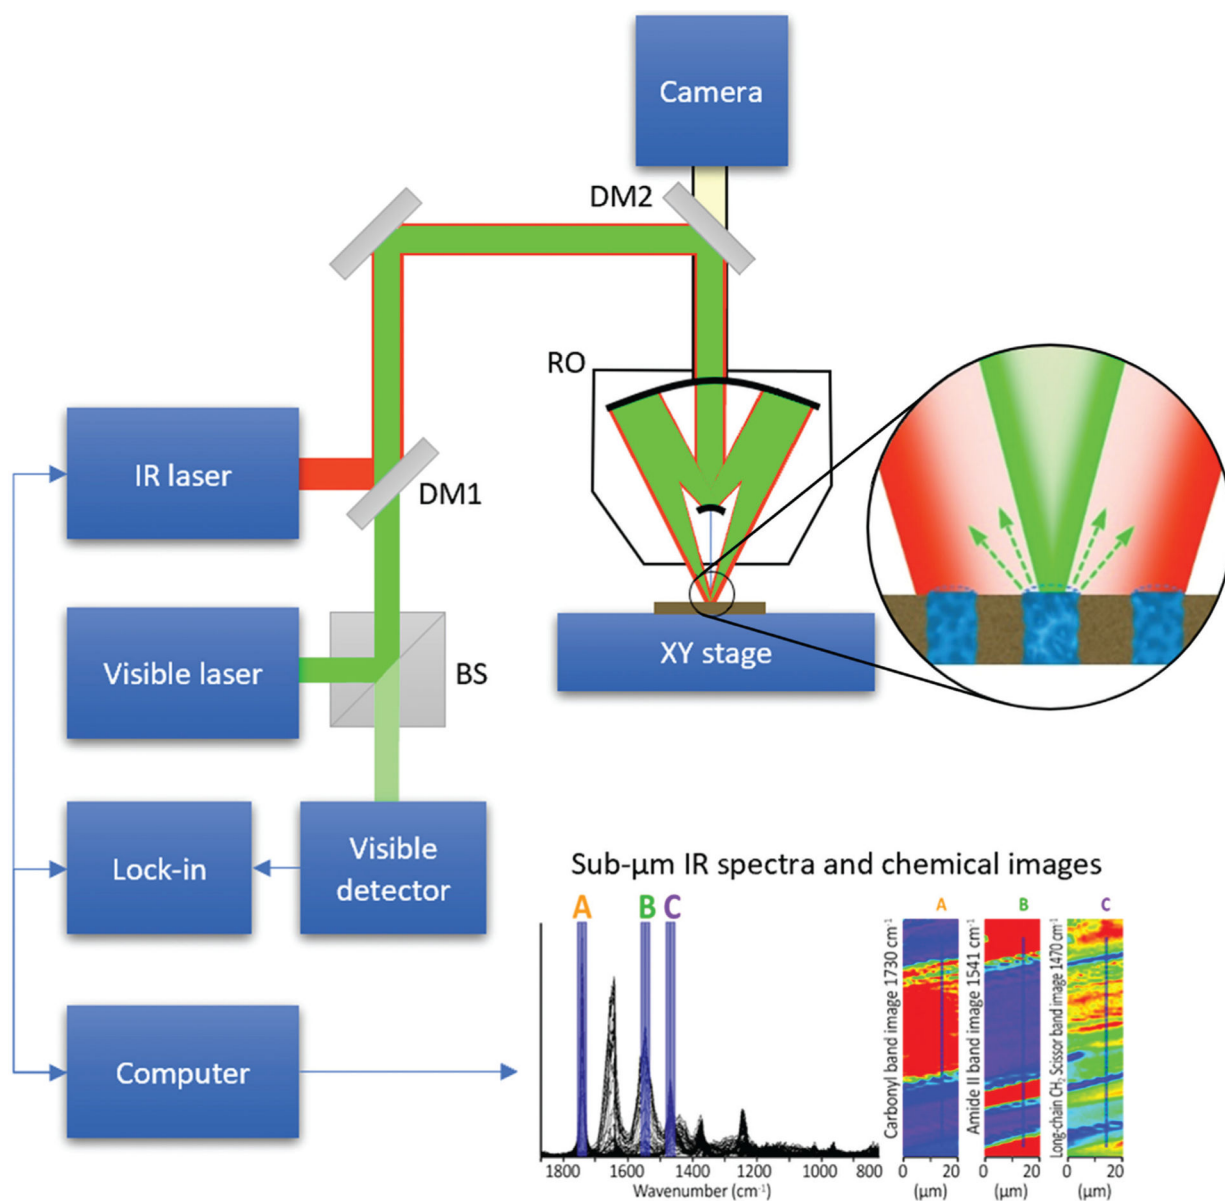 Camera
DM2
RO
IR laser
DM1
Visible laser
BS
XY stage
Lock-in
Visible
detector
Computer
Sub-μm IR spectra and chemical images
A
B
C
1800
1600
1400
1200
1000
800
Wavenumber (cm⁻¹)
A
B
C
Carbonyl band image 1730 cm⁻¹
Amide II band image 1541 cm⁻¹
Long-chain CH₂ Scissor band image 1470 cm⁻¹
0 20
(μm)
0 20
(μm)
0 20
(μm)